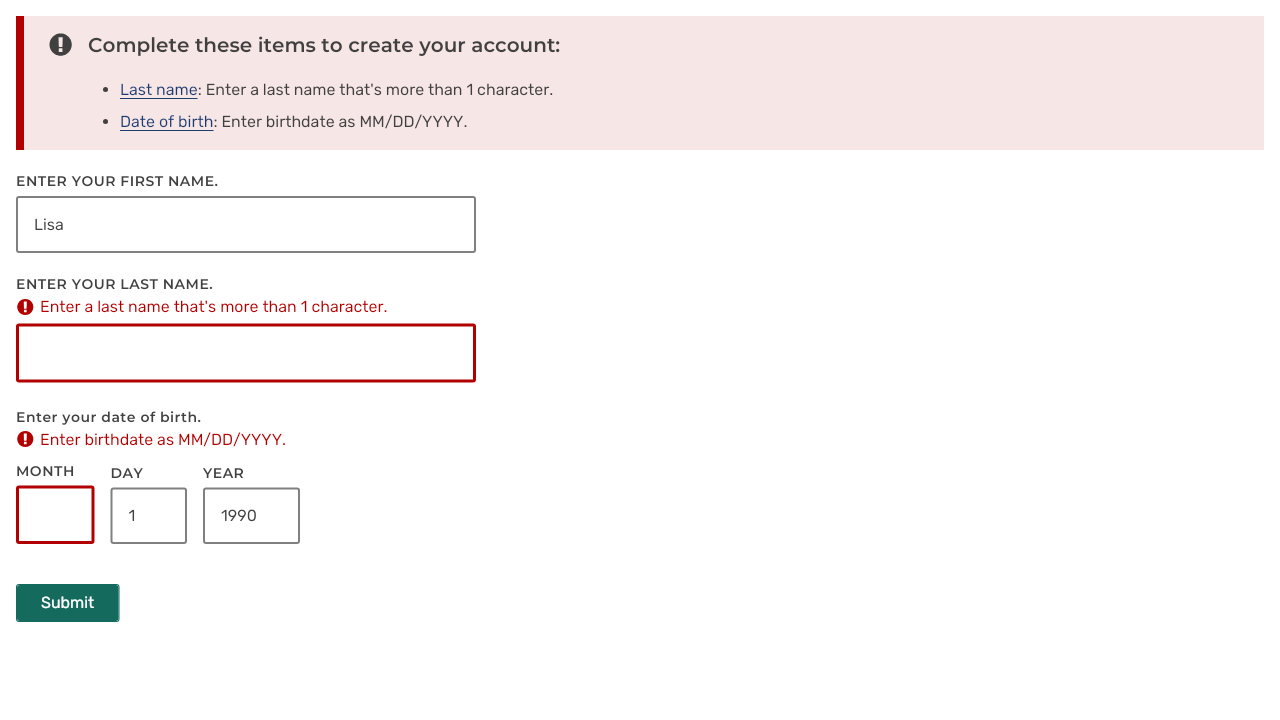 Complete these items to create your account:
Last name: Enter a last name that's more than 1 character.
Date of birth: Enter birthdate as MM/DD/YYYY.
ENTER YOUR FIRST NAME.
Lisa
ENTER YOUR LAST NAME.
Enter a last name that's more than 1 character.
Enter your date of birth.
Enter birthdate as MM/DD/YYYY.
MONTH DAY YEAR
1 1990
Submit